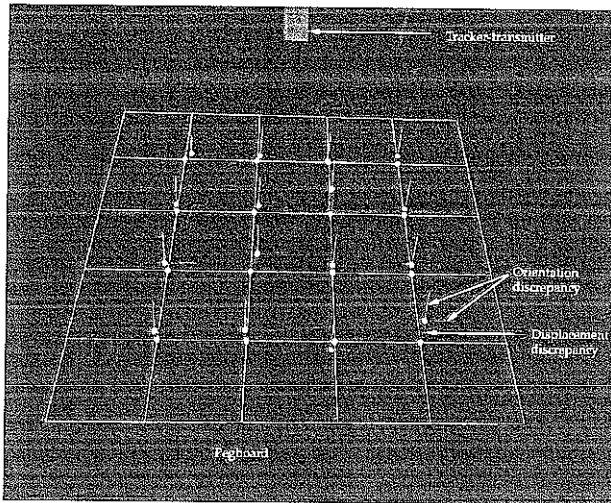 Tracker-transmitter
Orientation
discrepancy
Displacement
discrepancy
Pegboard